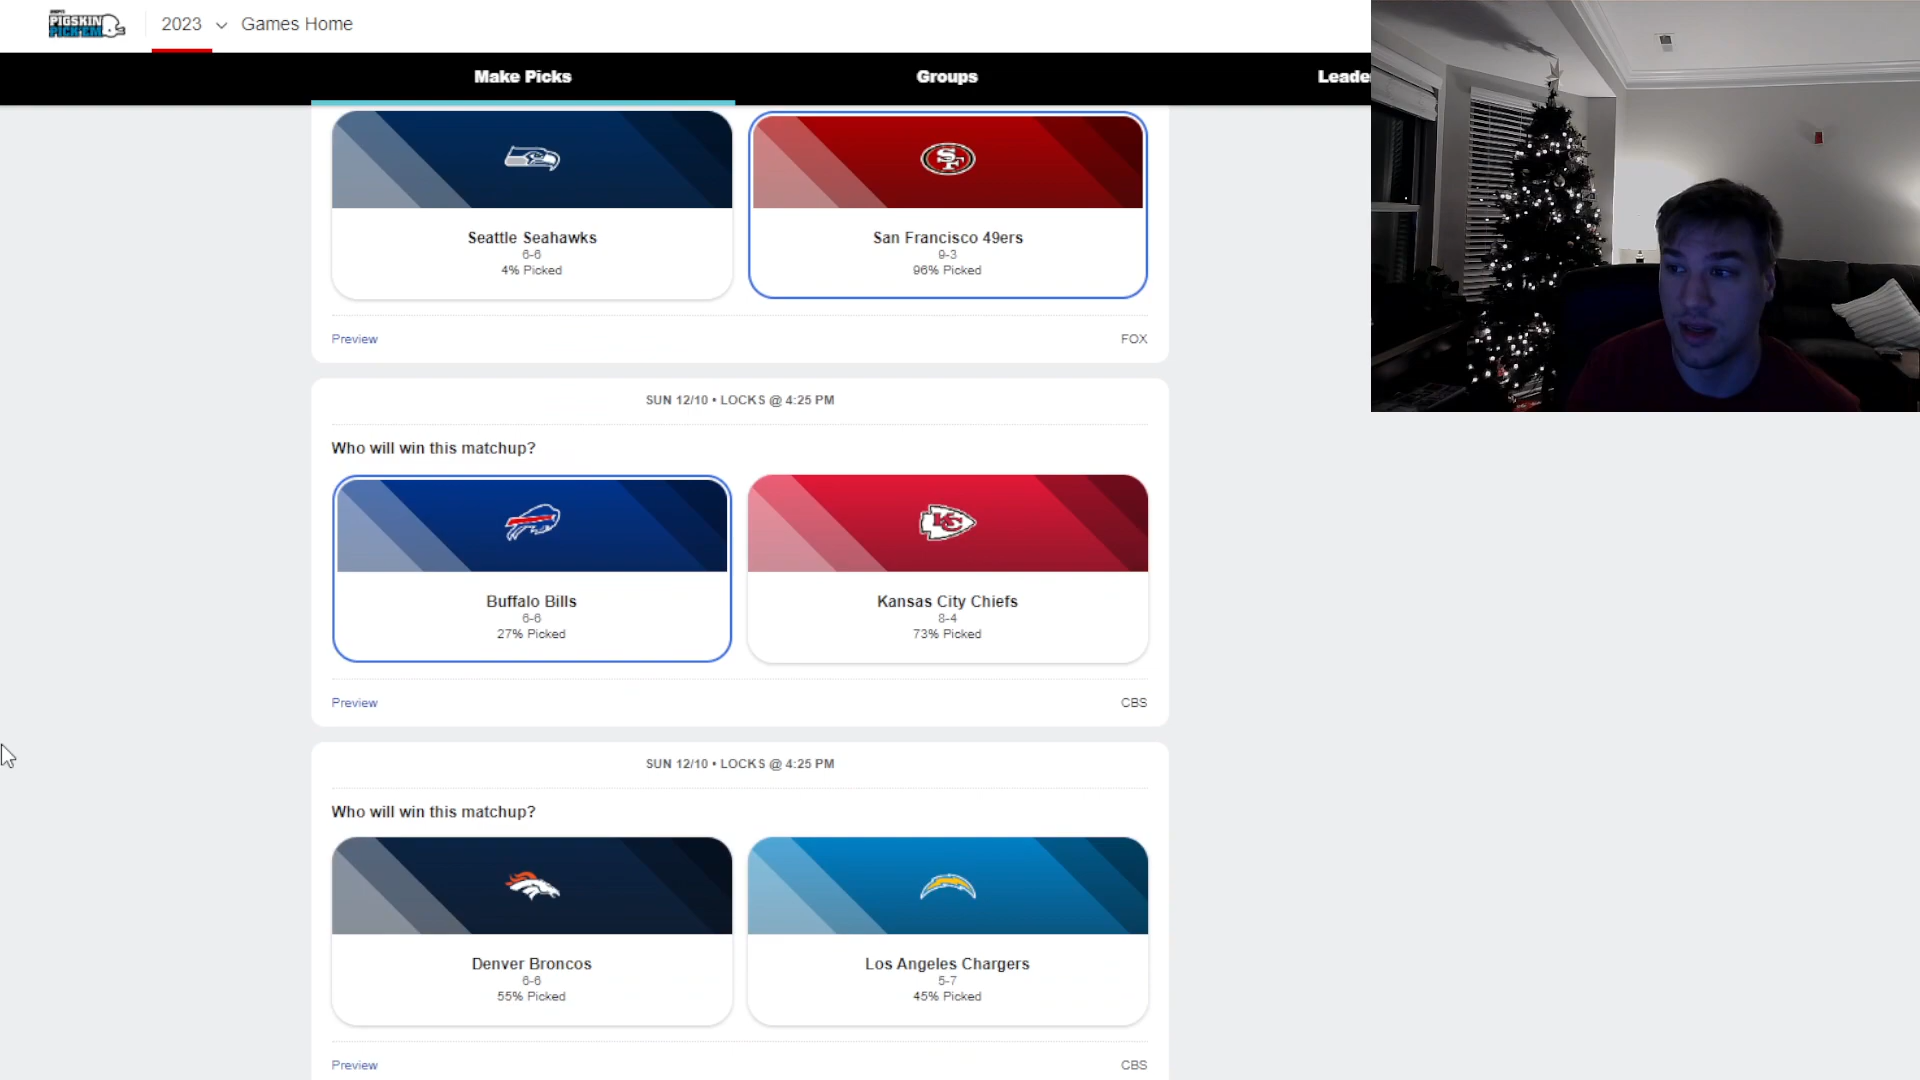 PIGSKIN
PICK'EM
2023
Games Home
Make Picks
Groups
Leade
Seattle Seahawks
6-6
4% Picked
SF
San Francisco 49ers
9-3
96% Picked
Preview
FOX
SUN 12/10 • LOCKS @ 4:25 PM
Who will win this matchup?
Buffalo Bills
6-6
27% Picked
KC
Kansas City Chiefs
8-4
73% Picked
Preview
CBS
SUN 12/10 • LOCKS @ 4:25 PM
Who will win this matchup?
Denver Broncos
6-6
55% Picked
Los Angeles Chargers
5-7
45% Picked
Preview
CBS